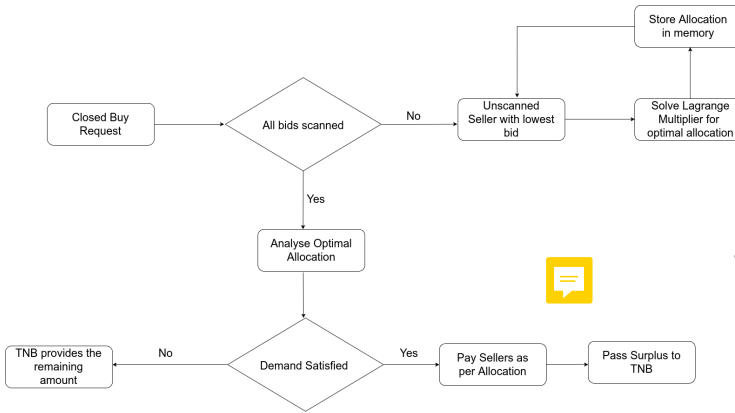 Store Allocation
in memory
Closed Buy
Request
All bids scanned
No
Unscanned
Seller with lowest
bid
Solve Lagrange
Multiplier for
optimal allocation
Yes
Analyse Optimal
Allocation
TNB provides the
remaining
amount
No
Demand Satisfied
Yes
Pay Sellers as
per Allocation
Pass Surplus to
TNB